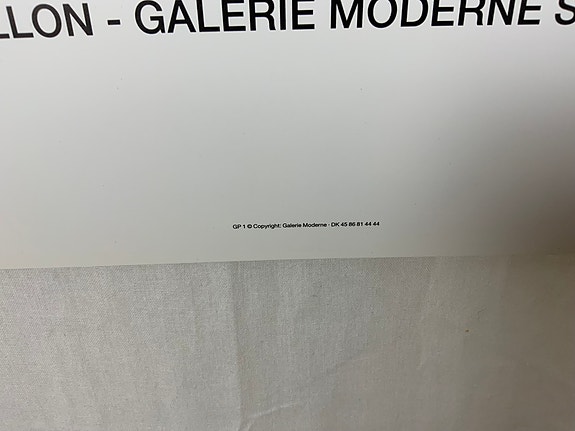 LLON - GALERIE MODERNE S
GP 1 © Copyright: Galerie Moderne · DK 45 86 81 44 44